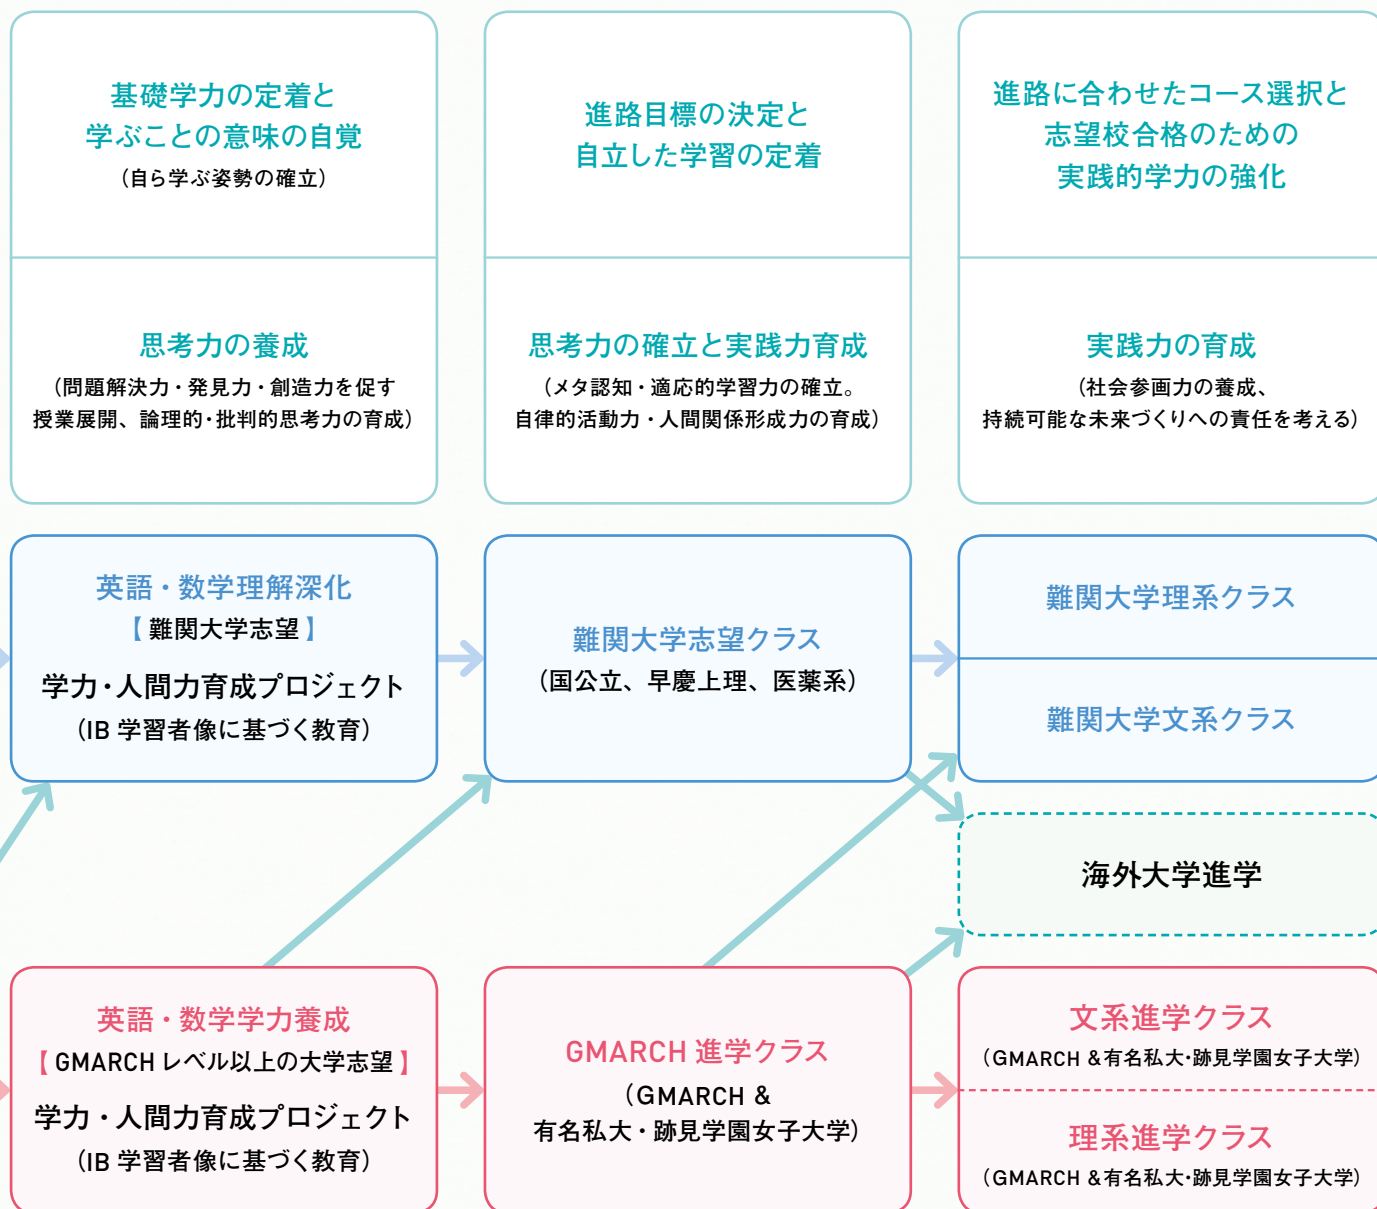 基礎学力の定着と
学ぶことの意味の自覚
（自ら学ぶ姿勢の確立）
進路目標の決定と
自立した学習の定着
進路に合わせたコース選択と
志望校合格のための
実践的学力の強化
思考力の養成
（問題解決力・発見力・創造力を促す
授業展開、論理的・批判的思考力の育成）
思考力の確立と実践力育成
（メタ認知・適応的学習力の確立。
自律的活動力・人間関係形成力の育成）
実践力の育成
（社会参画力の養成、
持続可能な未来づくりへの責任を考える）
英語・数学理解深化
【 難関大学志望 】
学力・人間力育成プロジェクト
（IB 学習者像に基づく教育）
難関大学志望クラス
（国公立、早慶上理、医薬系）
難関大学理系クラス
難関大学文系クラス
海外大学進学
英語・数学学力養成
【 GMARCH レベル以上の大学志望 】
学力・人間力育成プロジェクト
（IB 学習者像に基づく教育）
GMARCH 進学クラス
（GMARCH &
有名私大・跡見学園女子大学）
文系進学クラス
（GMARCH &有名私大・跡見学園女子大学）
理系進学クラス
（GMARCH &有名私大・跡見学園女子大学）